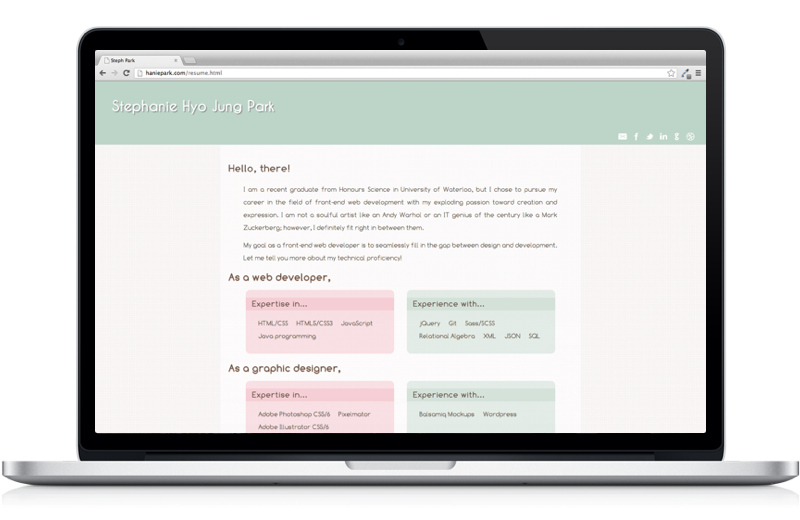 Steph Park
haniepark.com/resume.html
Stephanie Hyo Jung Park
Hello, there!
I am a recent graduate from Honours Science in University of Waterloo, but I chose to pursue my
career in the field of front-end web development with my exploding passion toward creation and
expression. I am not a soulful artist like an Andy Warhol or an IT genius of the century like a Mark
Zuckerberg; however, I definitely fit right in between them.
My goal as a front-end web developer is to seamlessly fill in the gap between design and development.
Let me tell you more about my technical proficiency!
As a web developer,
Expertise in...
HTML/CSS HTML5/CSS3 JavaScript
Java programming
Experience with...
jQuery Git Sass/SCSS
Relational Algebra XML JSON SQL
As a graphic designer,
Expertise in...
Adobe Photoshop CS5/6 Pixelmator
Adobe Illustrator CS5/6
Experience with...
Balsamiq Mockups Wordpress